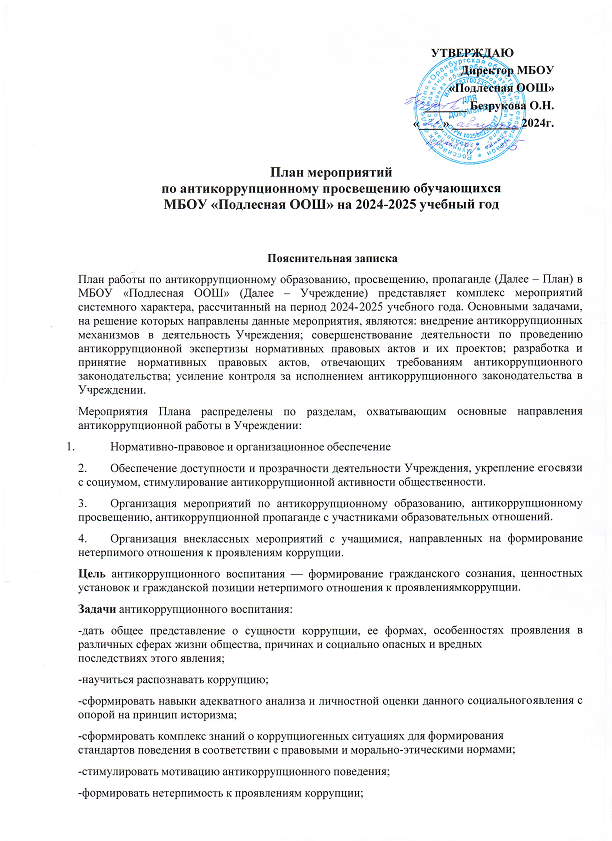 УТВЕРЖДАЮ
Директор МБОУ
«Подлесная ООШ»
Безрукова О.Н.
«___» ___________ 2024г.
План мероприятий
по антикоррупционному просвещению обучающихся
МБОУ «Подлесная ООШ» на 2024-2025 учебный год
Пояснительная записка
План работы по антикоррупционному образованию, просвещению, пропаганде (Далее – План) в
МБОУ «Подлесная ООШ» (Далее – Учреждение) представляет комплекс мероприятий
системного характера, рассчитанный на период 2024-2025 учебного года. Основными задачами,
на решение которых направлены данные мероприятия, являются: внедрение антикоррупционных
механизмов в деятельность Учреждения; совершенствование деятельности по проведению
антикоррупционной экспертизы нормативных правовых актов и их проектов; разработка и
принятие нормативных правовых актов, отвечающих требованиям антикоррупционного
законодательства; усиление контроля за исполнением антикоррупционного законодательства в
Учреждении.
Мероприятия Плана распределены по разделам, охватывающим основные направления
антикоррупционной работы в Учреждении:
1. Нормативно-правовое и организационное обеспечение
2. Обеспечение доступности и прозрачности деятельности Учреждения, укрепление егосвязи
с социумом, стимулирование антикоррупционной активности общественности.
3. Организация мероприятий по антикоррупционному образованию, антикоррупционному
просвещению, антикоррупционной пропаганде с участниками образовательных отношений.
4. Организация внеклассных мероприятий с учащимися, направленных на формирование
нетерпимого отношения к проявлениям коррупции.
Цель антикоррупционного воспитания — формирование гражданского сознания, ценностных
установок и гражданской позиции нетерпимого отношения к проявлениямкоррупции.
Задачи антикоррупционного воспитания:
-дать общее представление о сущности коррупции, ее формах, особенностях проявления в
различных сферах жизни общества, причинах и социально опасных и вредных
последствиях этого явления;
-научиться распознавать коррупцию;
-сформировать навыки адекватного анализа и личностной оценки данного социальногоявления с
опорой на принцип историзма;
-сформировать комплекс знаний о коррупциогенных ситуациях для формирования
стандартов поведения в соответствии с правовыми и морально-этическими нормами;
-стимулировать мотивацию антикоррупционного поведения;
-формировать нетерпимость к проявлениям коррупции;